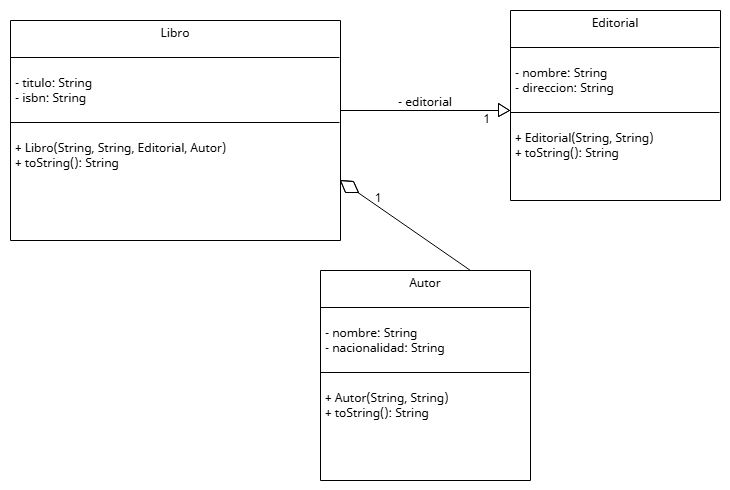 Libro
- titulo: String
- isbn: String
+ Libro(String, String, Editorial, Autor)
+ toString(): String
- editorial
1
Editorial
- nombre: String
- direccion: String
+ Editorial(String, String)
+ toString(): String
1
Autor
- nombre: String
- nacionalidad: String
+ Autor(String, String)
+ toString(): String